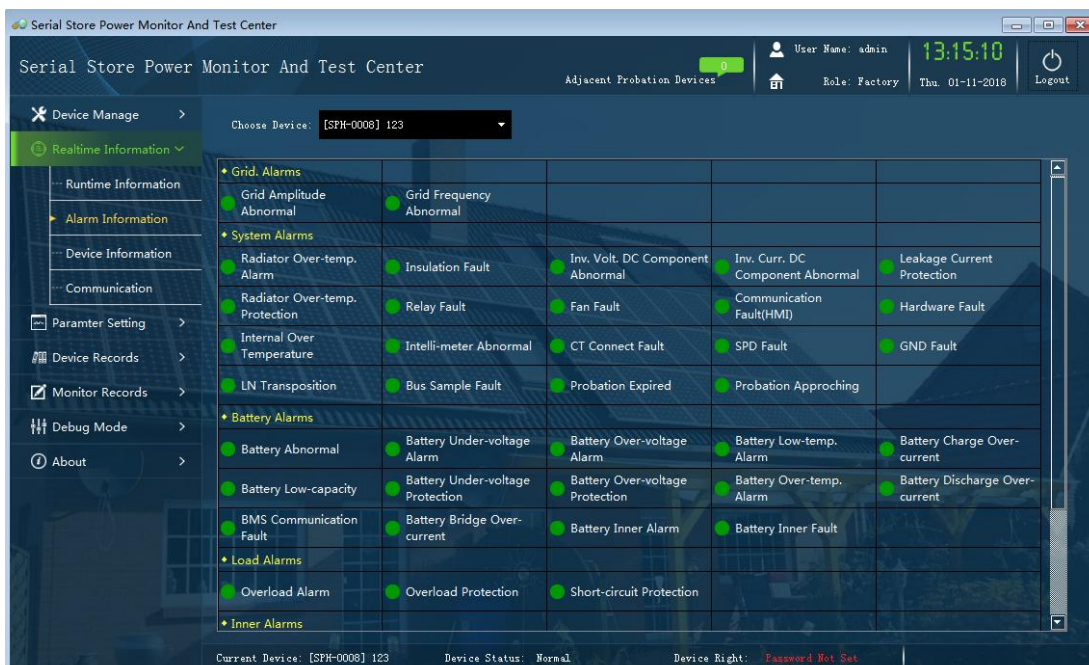 Serial Store Power Monitor And Test Center
Serial Store Power Monitor And Test Center
Adjacent Probation Devices
0
User Name: admin
Role: Factory
13:15:10
Thu. 01-11-2018
Logout
Device Manage
Realtime Information
Runtime Information
Alarm Information
Device Information
Communication
Paramter Setting
Device Records
Monitor Records
Debug Mode
About
Choose Device: [SPH-0008] 123
Grid. Alarms
Grid Amplitude
Abnormal
Grid Frequency
Abnormal
System Alarms
Radiator Over-temp.
Alarm
Insulation Fault
Inv. Volt. DC Component
Abnormal
Inv. Curr. DC
Component Abnormal
Leakage Current
Protection
Radiator Over-temp.
Protection
Relay Fault
Fan Fault
Communication
Fault(HMI)
Hardware Fault
Internal Over
Temperature
Intelli-meter Abnormal
CT Connect Fault
SPD Fault
GND Fault
LN Transposition
Bus Sample Fault
Probation Expired
Probation Approching
Battery Alarms
Battery Abnormal
Battery Under-voltage
Alarm
Battery Over-voltage
Alarm
Battery Low-temp.
Alarm
Battery Charge Over-
current
Battery Low-capacity
Battery Under-voltage
Protection
Battery Over-voltage
Protection
Battery Over-temp.
Alarm
Battery Discharge Over-
current
BMS Communication
Fault
Battery Bridge Over-
current
Battery Inner Alarm
Battery Inner Fault
Load Alarms
Overload Alarm
Overload Protection
Short-circuit Protection
Inner Alarms
Current Device: [SPH-0008] 123
Device Status: Normal
Device Right: Password Not Set